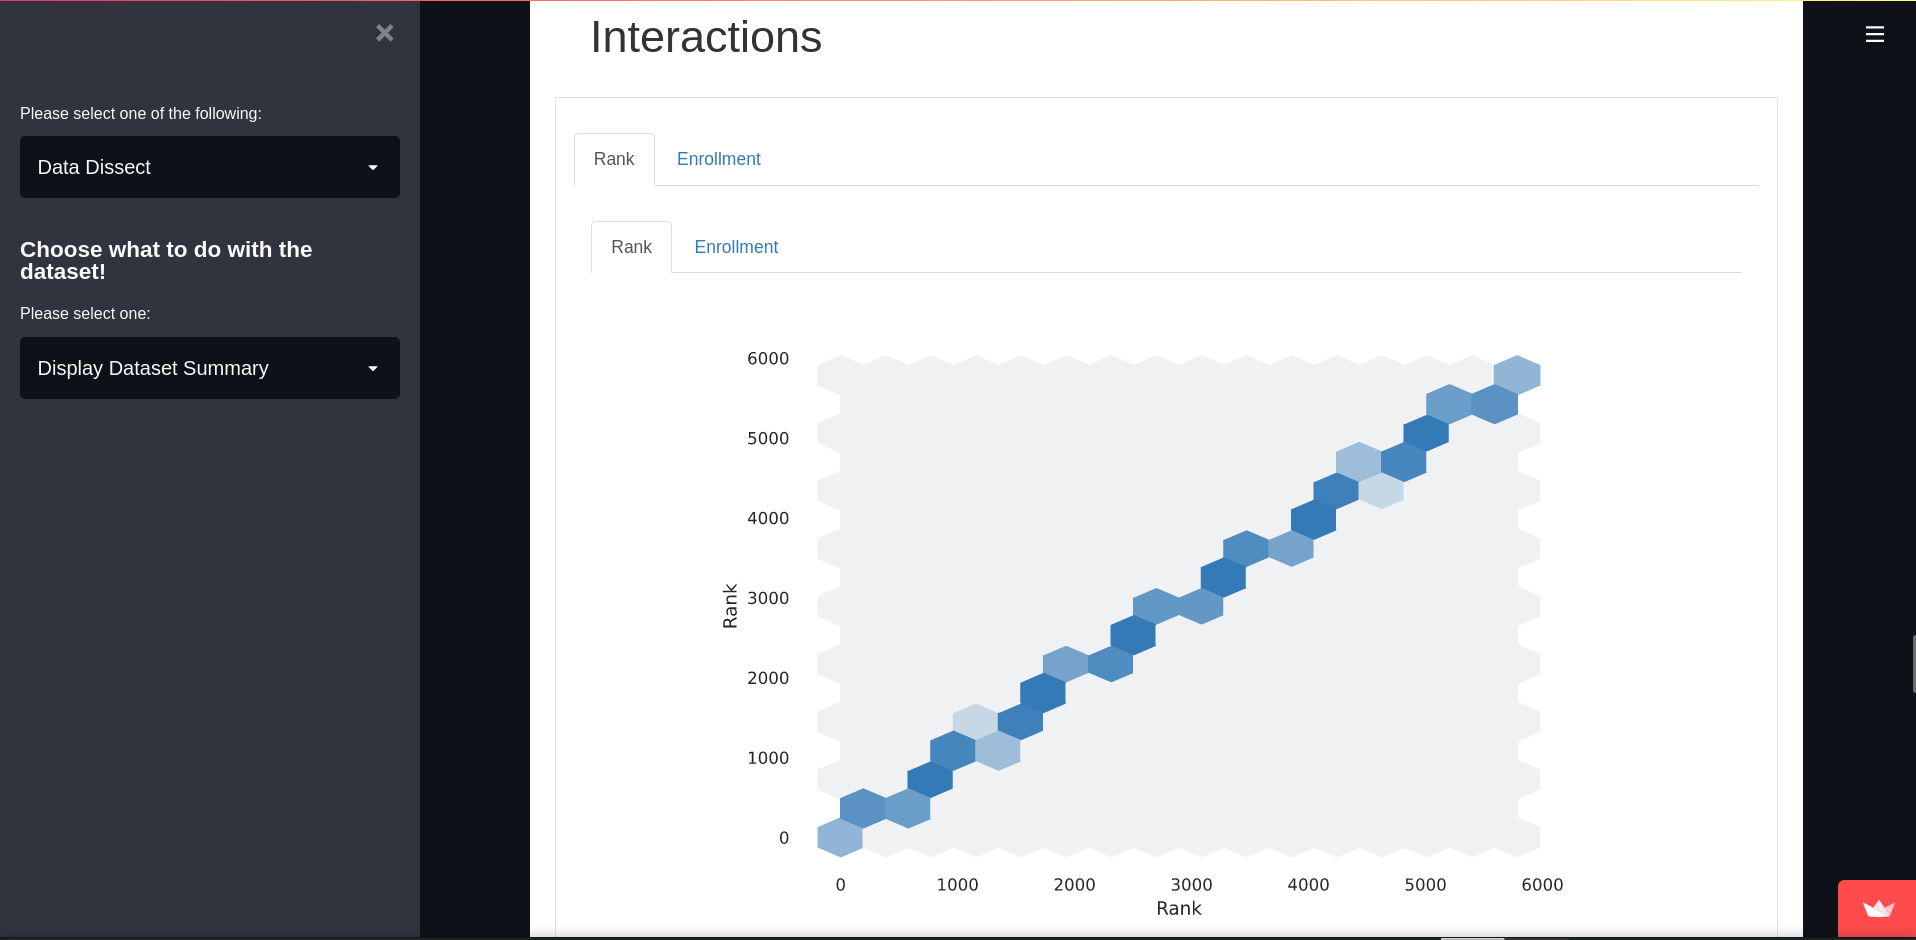 Interactions
Please select one of the following:
Data Dissect
Choose what to do with the
dataset!
Please select one:
Display Dataset Summary
Rank Enrollment
Rank Enrollment
6000
5000
4000
3000
2000
1000
0
Rank
0 1000 2000 3000 4000 5000 6000
Rank